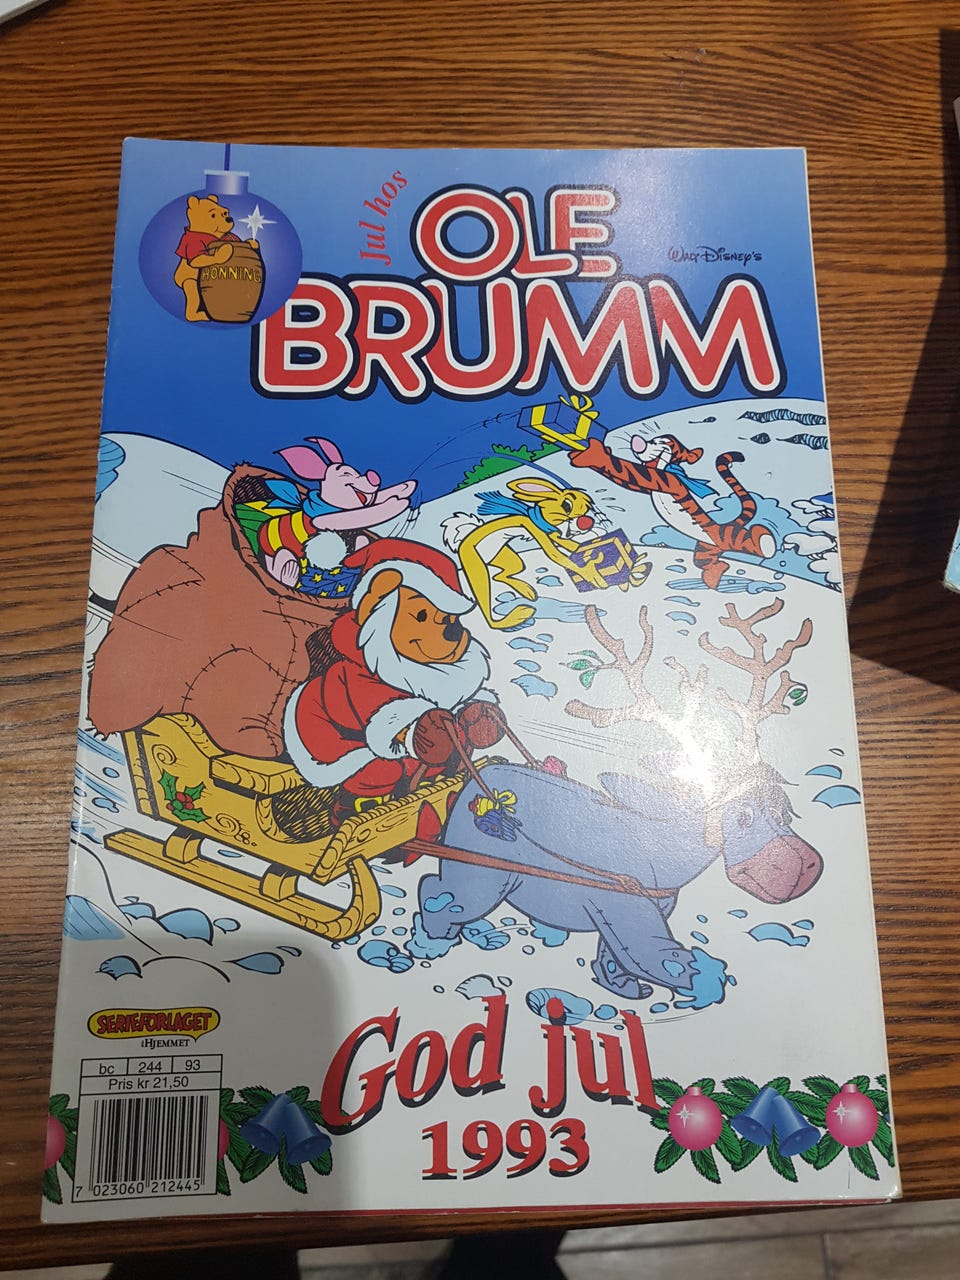 Jul hos
OLE
BRUMM
WALT DISNEY'S
HONNING
SERIEFORLAGET
i HJEMMET
bc 244 93
Pris kr 21,50
7 023060 212445
God jul
1993